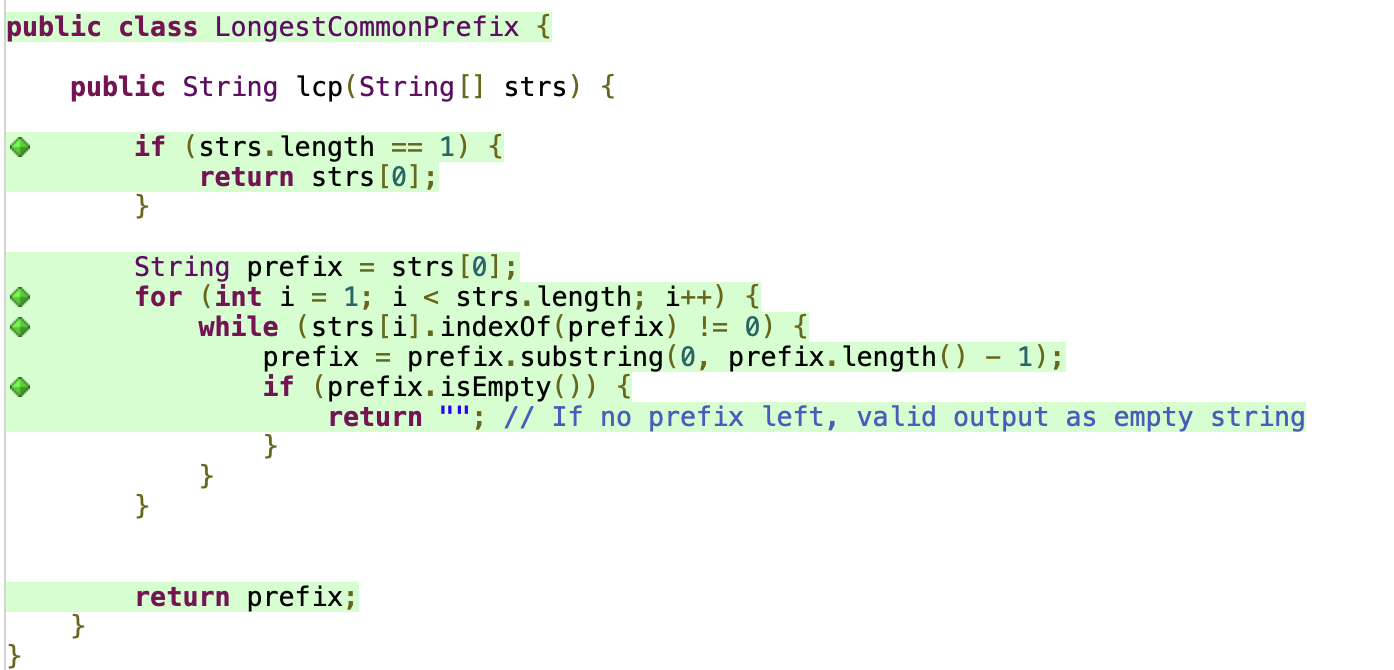 public class LongestCommonPrefix {
    public String lcp(String[] strs) {
        if (strs.length == 1) {
            return strs[0];
        }
        String prefix = strs[0];
        for (int i = 1; i < strs.length; i++) {
            while (strs[i].indexOf(prefix) != 0) {
                prefix = prefix.substring(0, prefix.length() - 1);
                if (prefix.isEmpty()) {
                    return ""; // If no prefix left, valid output as empty string
                }
            }
        }
        return prefix;
    }
}